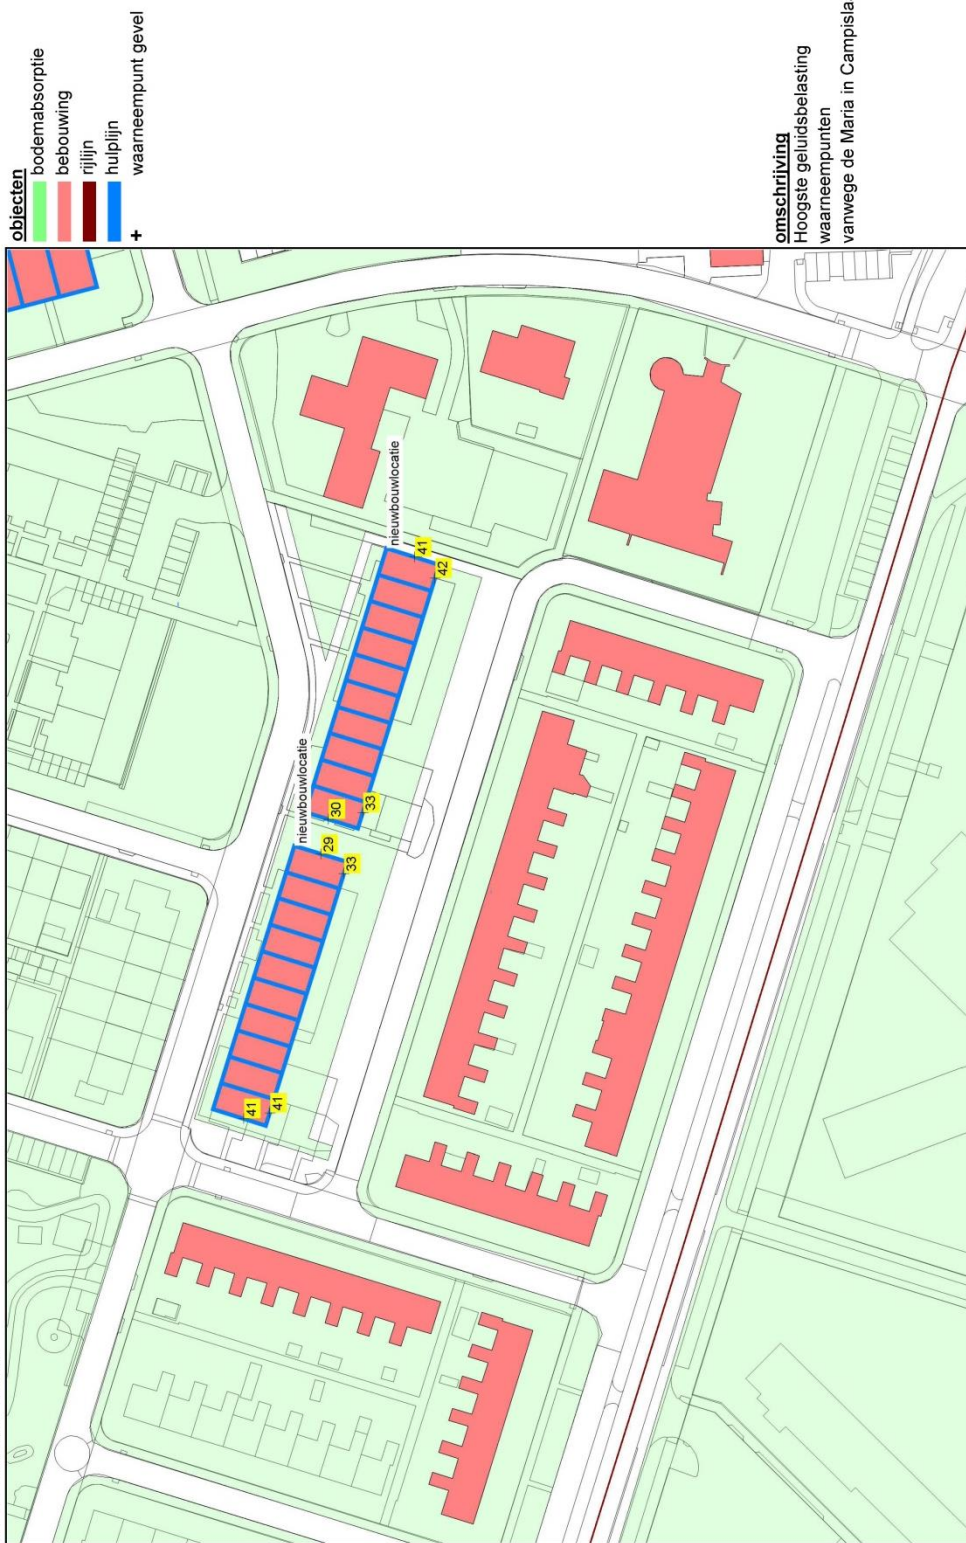 objecten
bodemabsorptie
bebouwing
rijlijn
hulplijn
+ waarneempunt gevel
omschrijving
Hoogste geluidsbelasting
waarneempunten
vanwege de Maria in Campisla
nieuwbouwlocatie
41
42
30
33
nieuwbouwlocatie
29
33
41
41